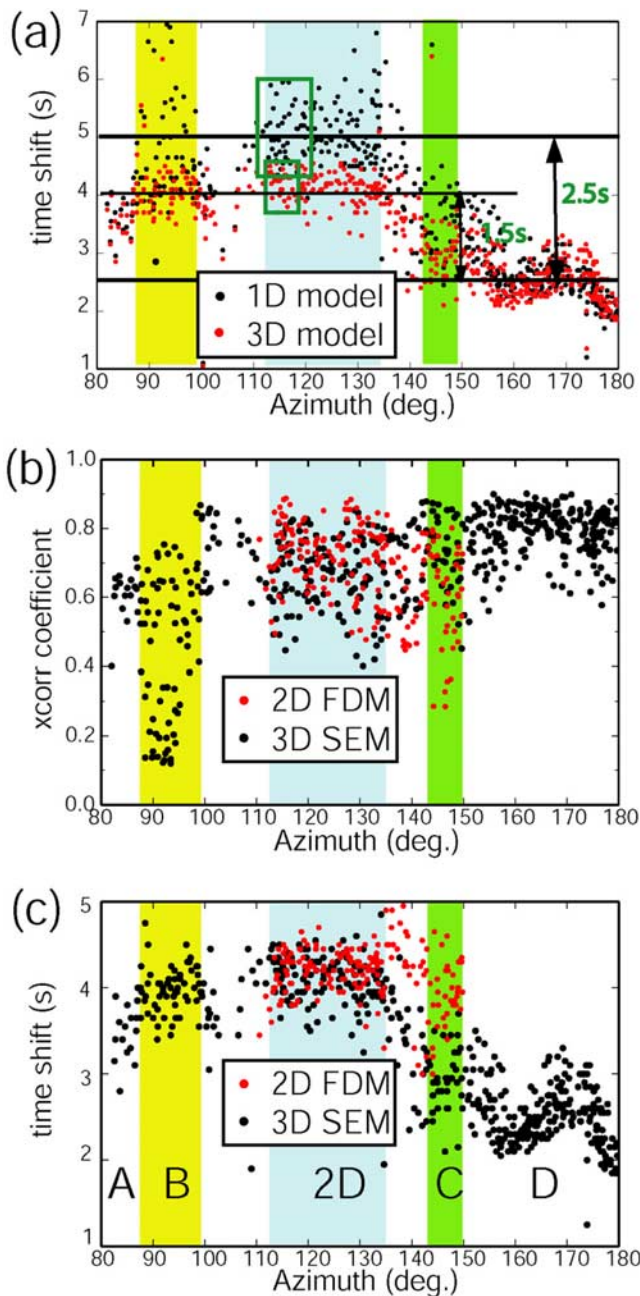 (a)
time shift (s)
7
6
5
4
3
2
1
2.5s
1.5s
1D model
3D model
80 90 100 110 120 130 140 150 160 170 180
Azimuth (deg.)
(b)
xcorr coefficient
1.0
0.8
0.6
0.4
0.2
0.0
2D FDM
3D SEM
80 90 100 110 120 130 140 150 160 170 180
Azimuth (deg.)
(c)
time shift (s)
5
4
3
2
1
2D FDM
3D SEM
A B 2D C D
80 90 100 110 120 130 140 150 160 170 180
Azimuth (deg.)